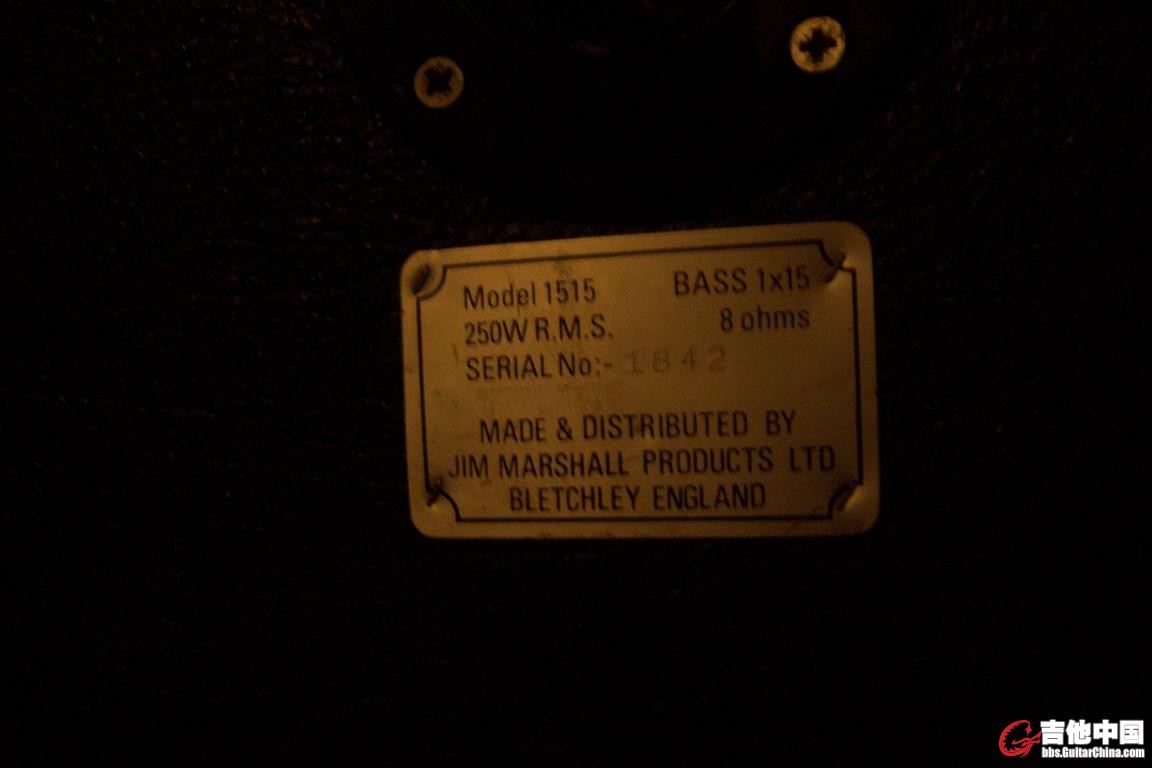 Model 1515 BASS 1x15
250W R.M.S. 8 ohms
SERIAL No:- 1842
MADE & DISTRIBUTED BY
JIM MARSHALL PRODUCTS LTD
BLETCHLEY ENGLAND
吉他中国
bbs.GuitarChina.com